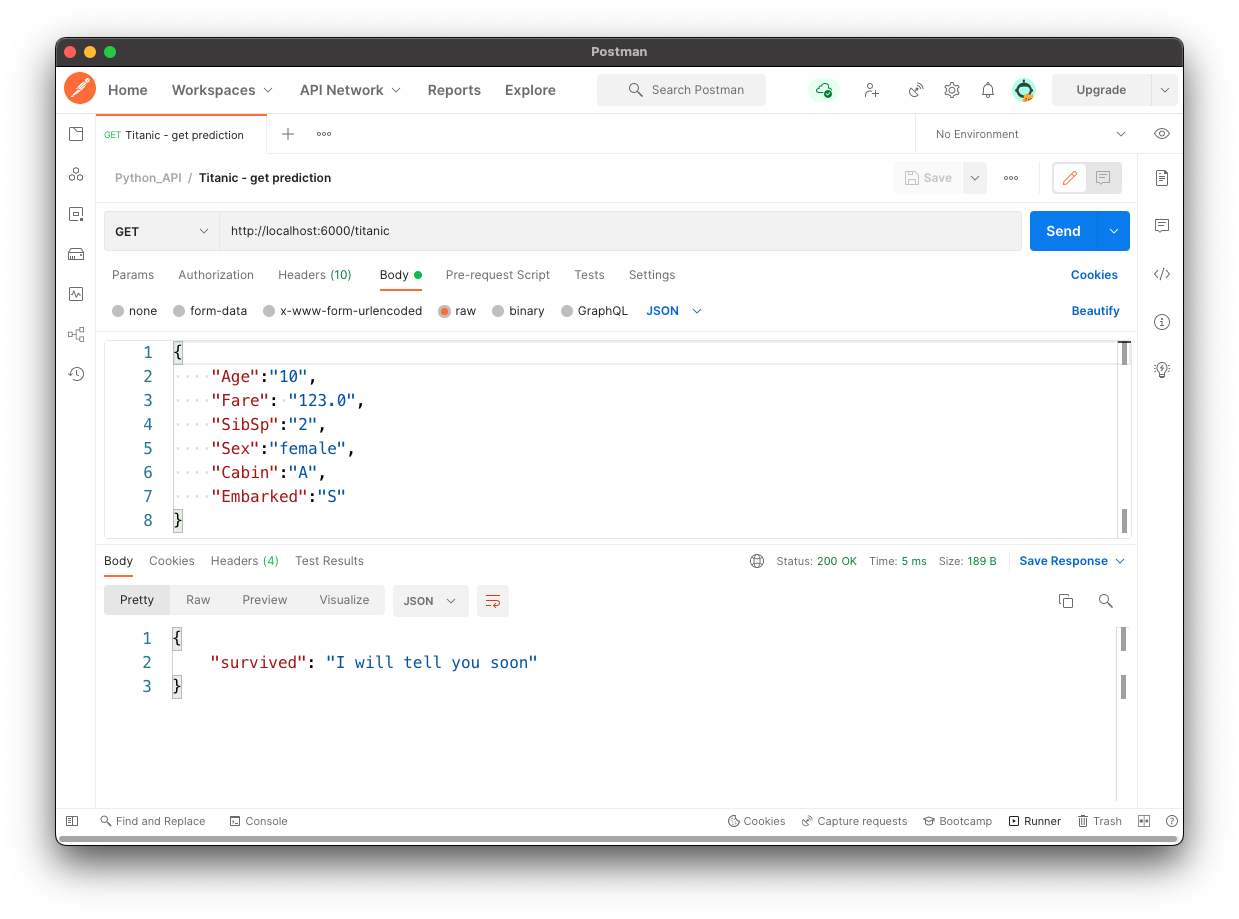 Postman
Home Workspaces API Network Reports Explore Search Postman Upgrade
GET Titanic - get prediction No Environment
Python_API / Titanic - get prediction Save
GET http://localhost:6000/titanic Send
Params Authorization Headers (10) Body Pre-request Script Tests Settings Cookies
none form-data x-www-form-urlencoded raw binary GraphQL JSON Beautify
1 {
2 "Age":"10",
3 "Fare": "123.0",
4 "SibSp":"2",
5 "Sex":"female",
6 "Cabin":"A",
7 "Embarked":"S"
8 }
Body Cookies Headers (4) Test Results Status: 200 OK Time: 5 ms Size: 189 B Save Response
Pretty Raw Preview Visualize JSON
1 {
2 "survived": "I will tell you soon"
3 }
Find and Replace Console Cookies Capture requests Bootcamp Runner Trash